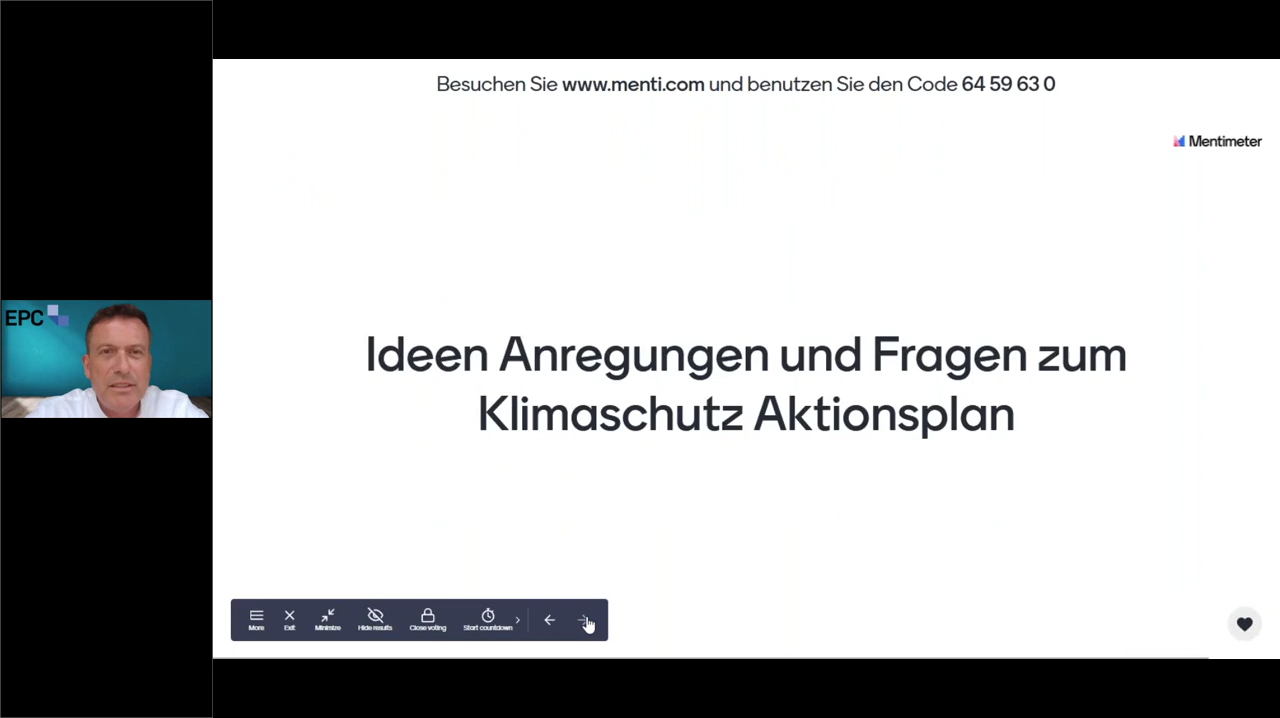 Besuchen Sie www.menti.com und benutzen Sie den Code 64 59 63 0
Mentimeter
EPC
Ideen Anregungen und Fragen zum
Klimaschutz Aktionsplan
More
Exit
Minimize
Hide results
Close voting
Start countdown